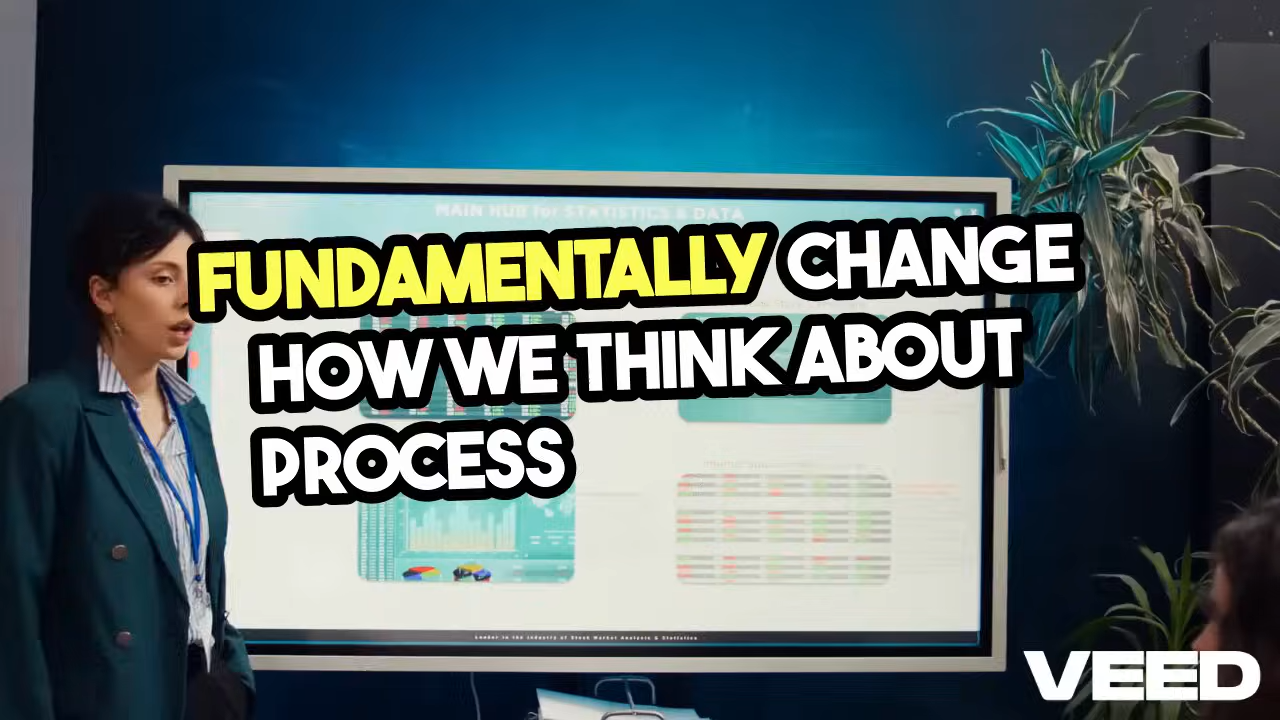 MAIN HUB for STATISTICS & DATA
FUNDAMENTALLY CHANGE
HOW WE THINK ABOUT
PROCESS
Leader in the industry of Stock Market Analysis & Statistics
VEED